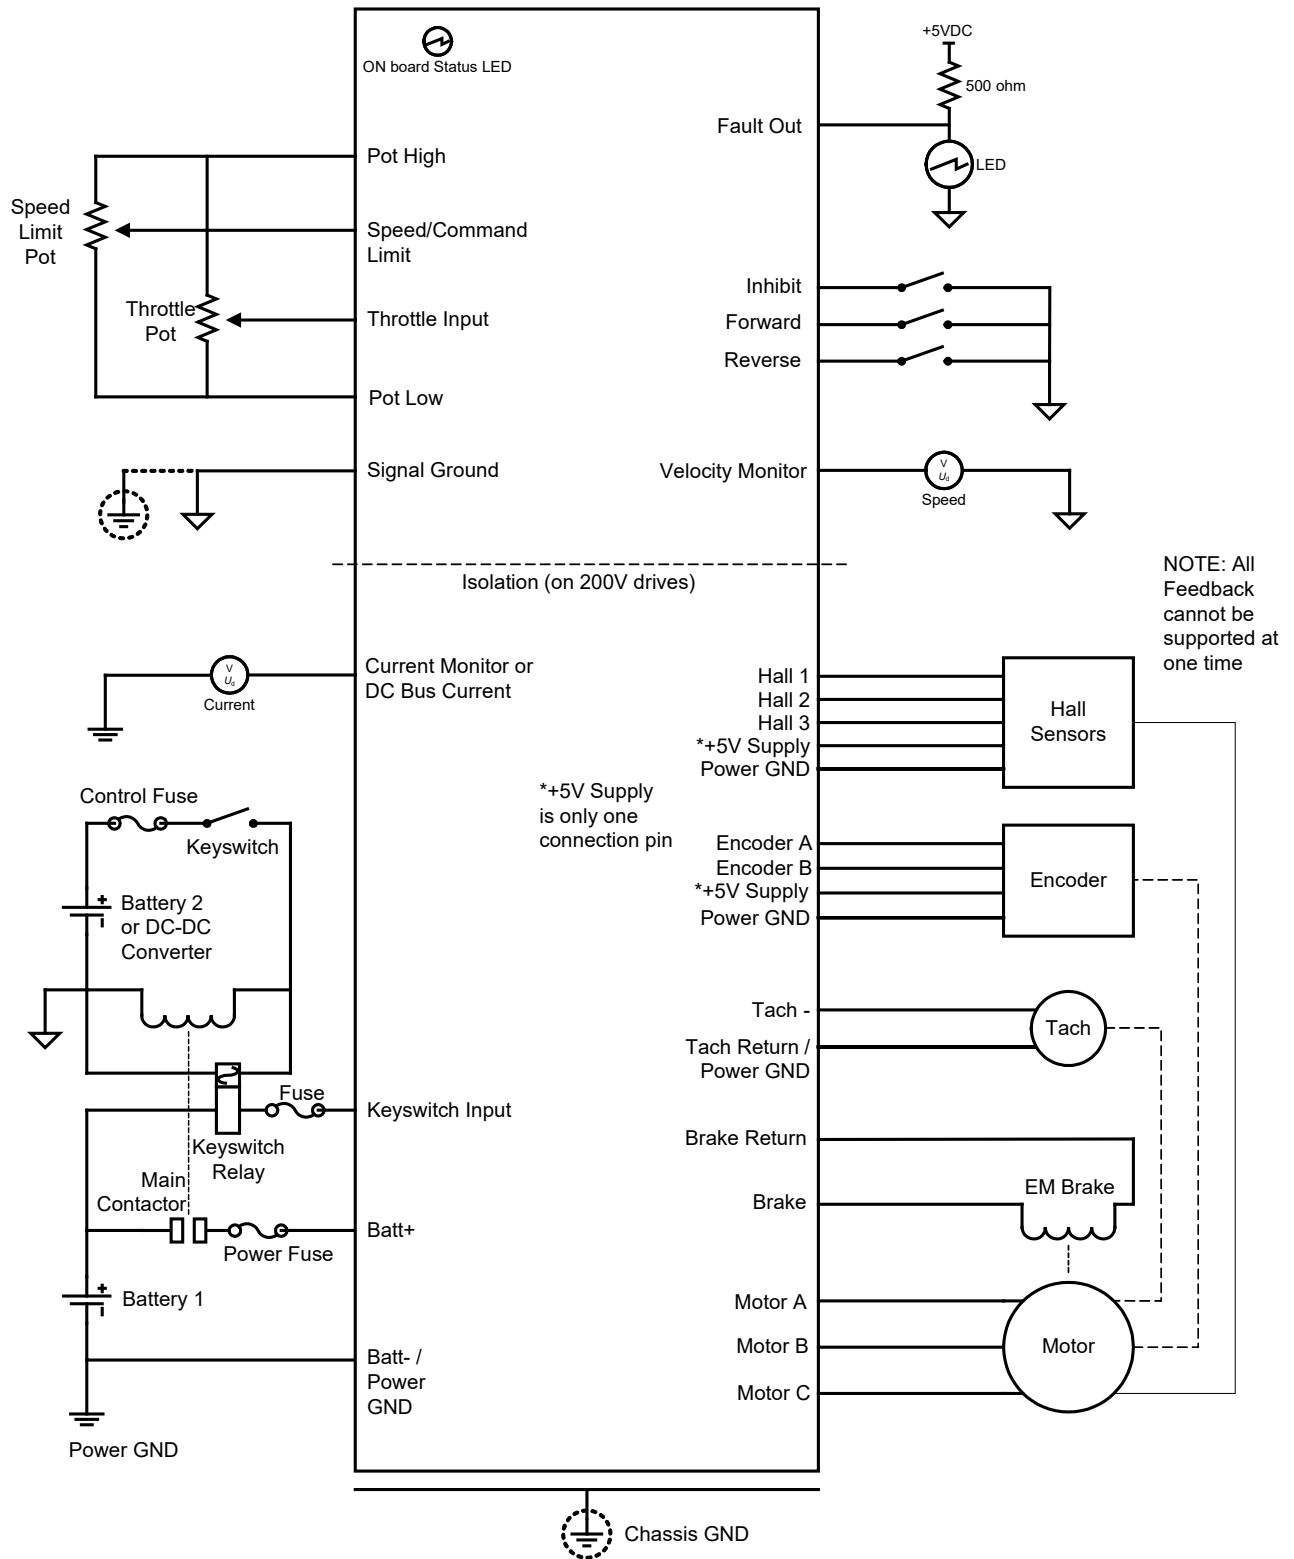 +5VDC
ON board Status LED
500 ohm
Fault Out
LED
Pot High
Speed
Limit
Pot
Speed/Command
Limit
Throttle
Pot
Throttle Input
Pot Low
Inhibit
Forward
Reverse
Signal Ground
Velocity Monitor
V
Ud
Speed
Isolation (on 200V drives)
NOTE: All
Feedback
cannot be
supported at
one time
V
Ud
Current
Current Monitor or
DC Bus Current
Hall 1
Hall 2
Hall 3
*+5V Supply
Power GND
Hall
Sensors
Control Fuse
Keyswitch
*+5V Supply
is only one
connection pin
Encoder A
Encoder B
*+5V Supply
Power GND
Encoder
+
Battery 2
or DC-DC
Converter
Tach -
Tach Return /
Power GND
Tach
Fuse
Keyswitch Input
Keyswitch
Relay
Brake Return
Main
Contactor
EM Brake
Brake
Batt+
Power Fuse
+
Battery 1
Motor A
Motor B
Motor C
Motor
Batt- /
Power
GND
Power GND
Chassis GND